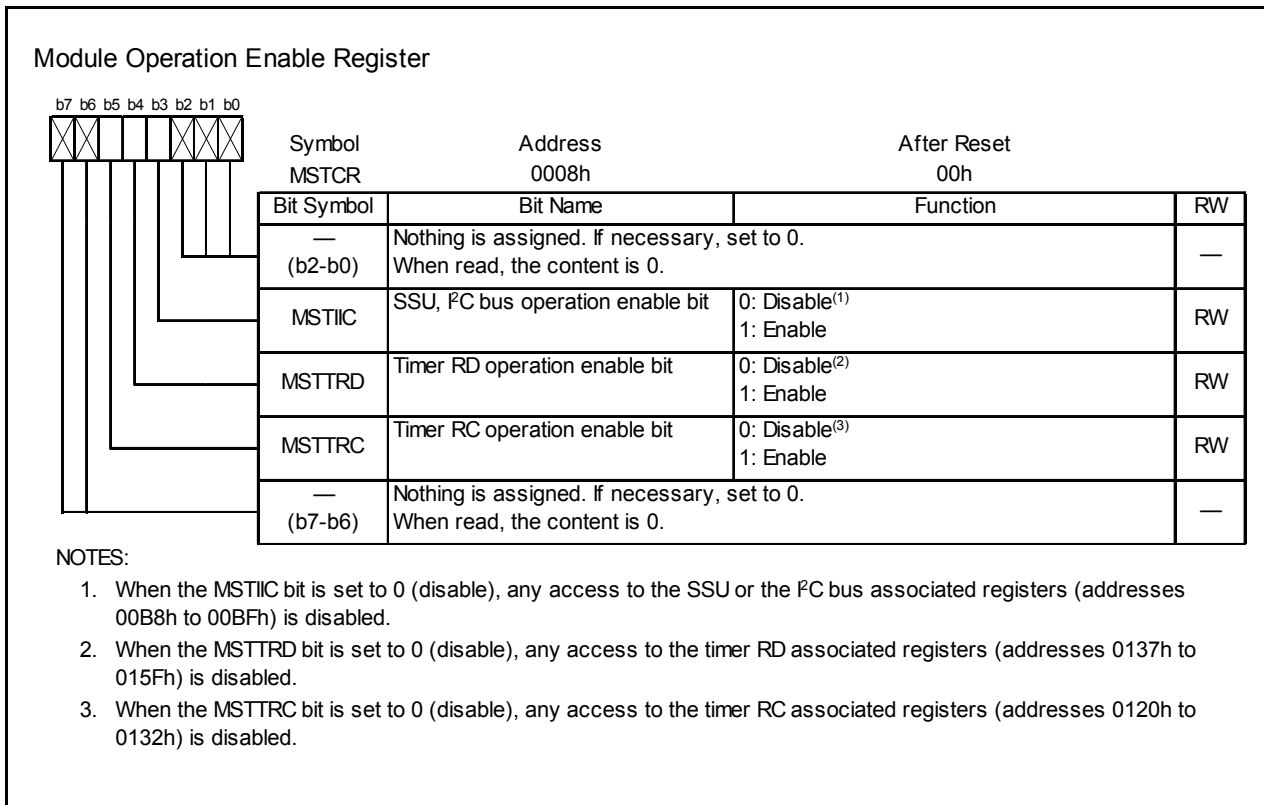 Module Operation Enable Register
b7 b6 b5 b4 b3 b2 b1 b0
Symbol Address After Reset
MSTCR 0008h 00h
Bit Symbol Bit Name Function RW
—
(b2-b0)
Nothing is assigned. If necessary, set to 0.
When read, the content is 0.
—
MSTIIC
SSU, I²C bus operation enable bit
0: Disable(1)
1: Enable
RW
MSTTRD
Timer RD operation enable bit
0: Disable(2)
1: Enable
RW
MSTTRC
Timer RC operation enable bit
0: Disable(3)
1: Enable
RW
—
(b7-b6)
Nothing is assigned. If necessary, set to 0.
When read, the content is 0.
—
NOTES:
1. When the MSTIIC bit is set to 0 (disable), any access to the SSU or the I²C bus associated registers (addresses
00B8h to 00BFh) is disabled.
2. When the MSTTRD bit is set to 0 (disable), any access to the timer RD associated registers (addresses 0137h to
015Fh) is disabled.
3. When the MSTTRC bit is set to 0 (disable), any access to the timer RC associated registers (addresses 0120h to
0132h) is disabled.